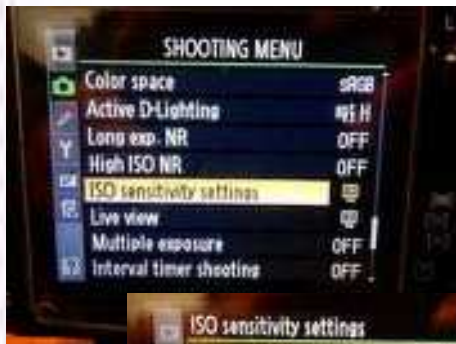 SHOOTING MENU
Color space sRGB
Active D-Lighting H
Long exp. NR OFF
High ISO NR OFF
ISO sensitivity settings
Live view
Multiple exposure OFF
Interval timer shooting OFF
ISO sensitivity settings